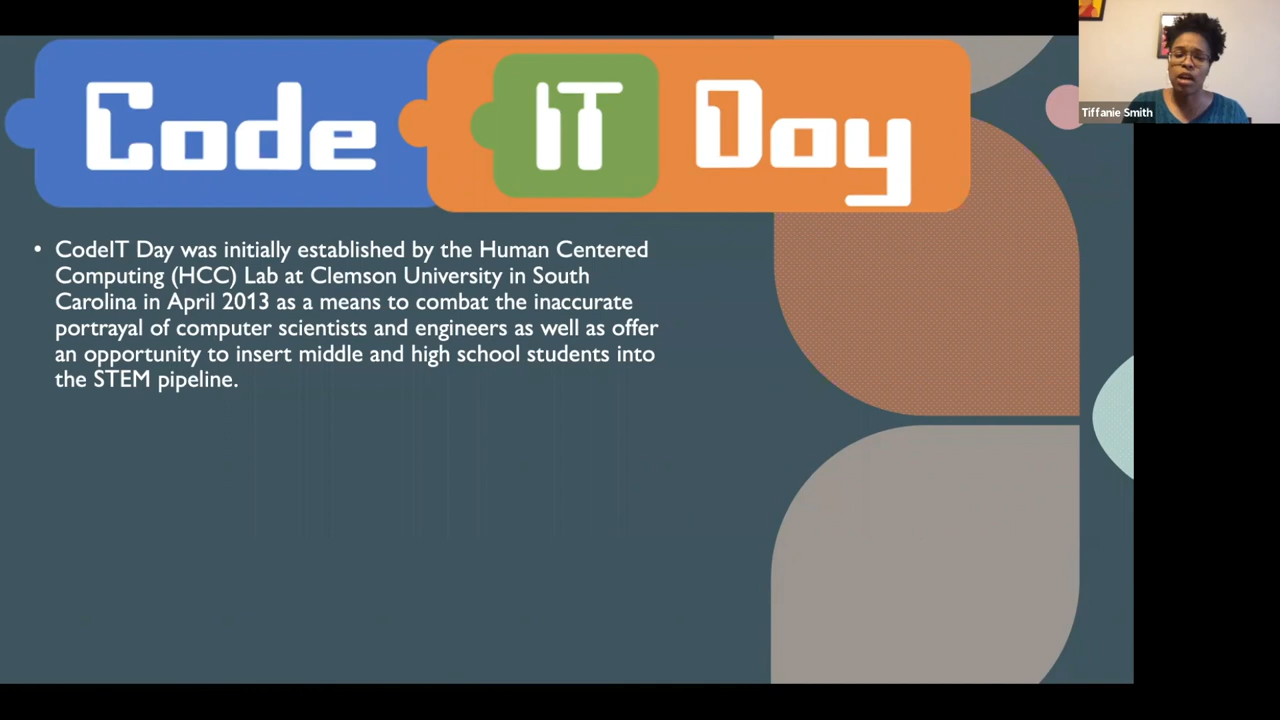 Code IT Day
Tiffanie Smith
• CodeIT Day was initially established by the Human Centered
Computing (HCC) Lab at Clemson University in South
Carolina in April 2013 as a means to combat the inaccurate
portrayal of computer scientists and engineers as well as offer
an opportunity to insert middle and high school students into
the STEM pipeline.